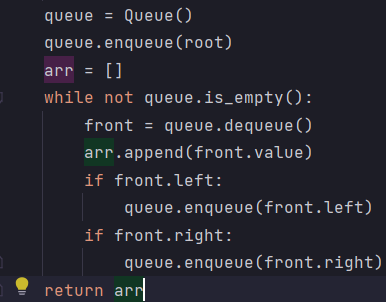 queue = Queue()
queue.enqueue(root)
arr = []
while not queue.is_empty():
    front = queue.dequeue()
    arr.append(front.value)
    if front.left:
        queue.enqueue(front.left)
    if front.right:
        queue.enqueue(front.right)
return arr